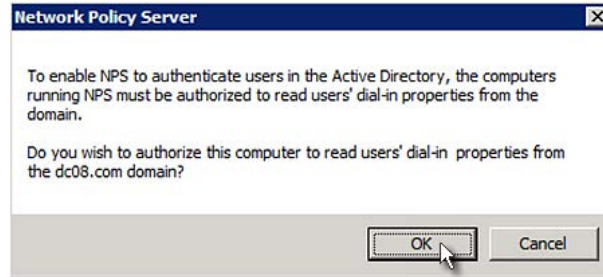 Network Policy Server
To enable NPS to authenticate users in the Active Directory, the computers
running NPS must be authorized to read users' dial-in properties from the
domain.
Do you wish to authorize this computer to read users' dial-in properties from
the dc08.com domain?
OK
Cancel